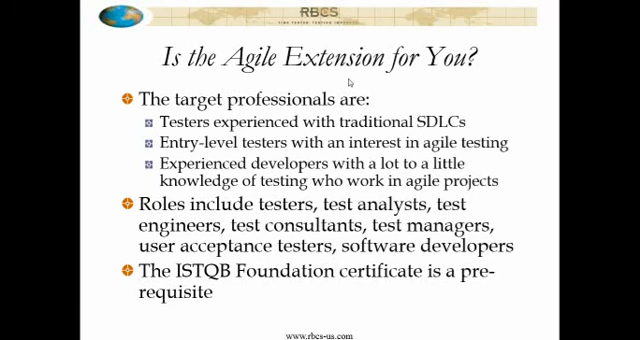 RBCS
Is the Agile Extension for You?
The target professionals are:
Testers experienced with traditional SDLCs
Entry-level testers with an interest in agile testing
Experienced developers with a lot to a little
knowledge of testing who work in agile projects
Roles include testers, test analysts, test
engineers, test consultants, test managers,
user acceptance testers, software developers
The ISTQB Foundation certificate is a pre-
requisite
www.rbcs-us.com